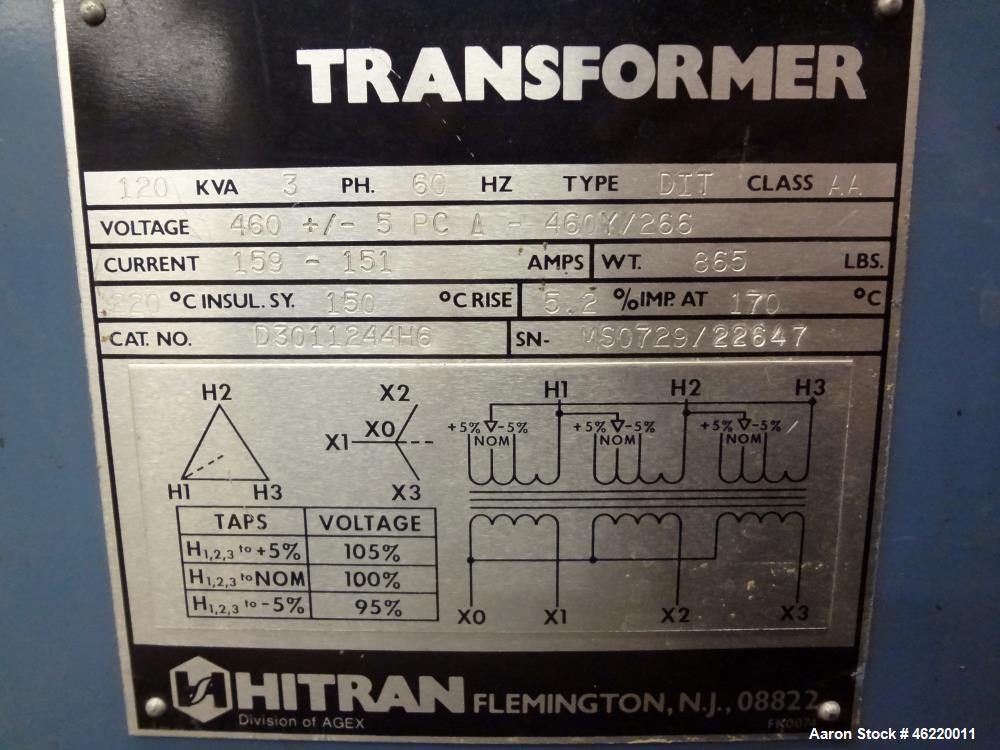 TRANSFORMER
120 KVA 3 PH. 60 HZ TYPE DIT CLASS AA
VOLTAGE 460 +/- 5 PC Δ - 460Y/266
CURRENT 159 - 151 AMPS WT. 865 LBS.
220 °C INSUL. SY. 150 °C RISE 5.2 % IMP. AT 170 °C
CAT. NO. D3011244H6 SN- MS0729/22647
H2 X2 H1 H2 H3
X1 X0 +5% -5% +5% -5% +5% -5%
NOM NOM NOM
H1 H3 X3
TAPS VOLTAGE
H1,2,3 to +5% 105%
H1,2,3 to NOM 100%
H1,2,3 to -5% 95%
X0 X1 X2 X3
HITRAN FLEMINGTON, N.J., 08822
Division of AGEX
Aaron Stock # 46220011